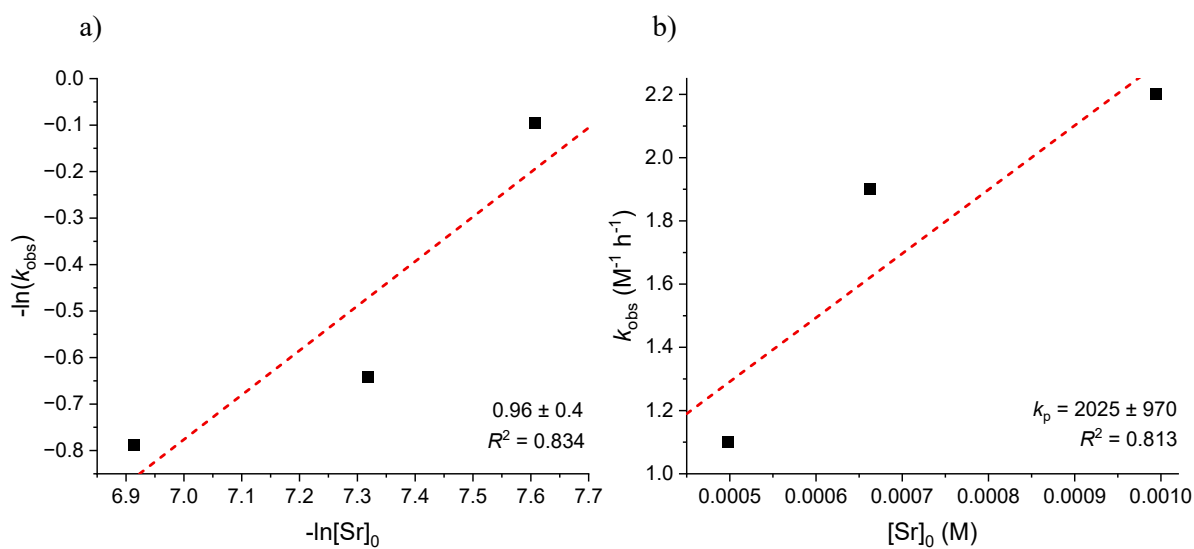 a)
0.0
−0.1
−0.2
−0.3
−0.4
−0.5
−0.6
−0.7
−0.8
-ln(k_obs)
6.9 7.0 7.1 7.2 7.3 7.4 7.5 7.6 7.7
-ln[Sr]₀
0.96 ± 0.4
R² = 0.834
b)
2.2
2.0
1.8
1.6
1.4
1.2
1.0
k_obs (M⁻¹ h⁻¹)
0.0005 0.0006 0.0007 0.0008 0.0009 0.0010
[Sr]₀ (M)
k_p = 2025 ± 970
R² = 0.813